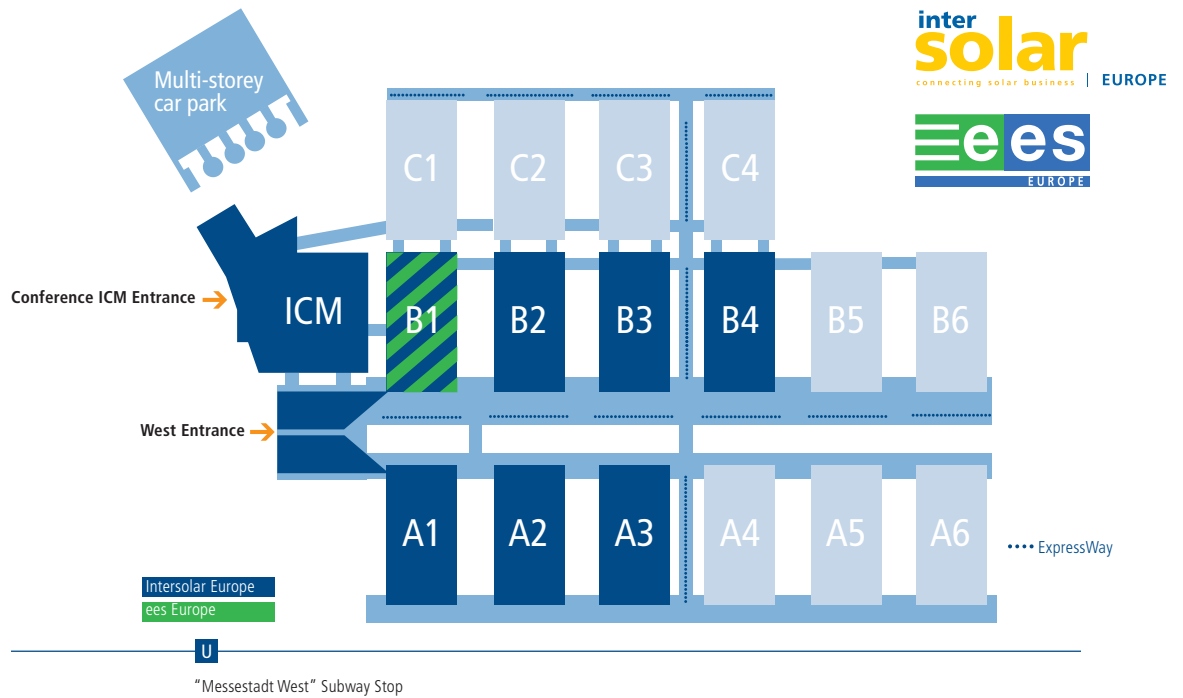 inter
solar
connecting solar business | EUROPE
ees
EUROPE
Multi-storey
car park
C1 C2 C3 C4
Conference ICM Entrance
ICM
B1 B2 B3 B4 B5 B6
West Entrance
A1 A2 A3 A4 A5 A6
ExpressWay
Intersolar Europe
ees Europe
U
“Messestadt West” Subway Stop